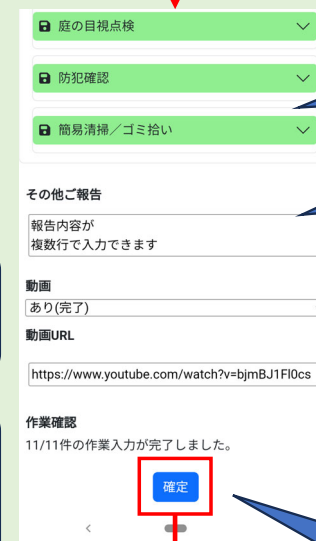 庭の目視点検
防犯確認
簡易清掃／ゴミ拾い
その他ご報告
報告内容が
複数行で入力できます
動画
あり(完了)
動画URL
https://www.youtube.com/watch?v=bjmBJ1Fl0cs
作業確認
11/11件の作業入力が完了しました。
確定